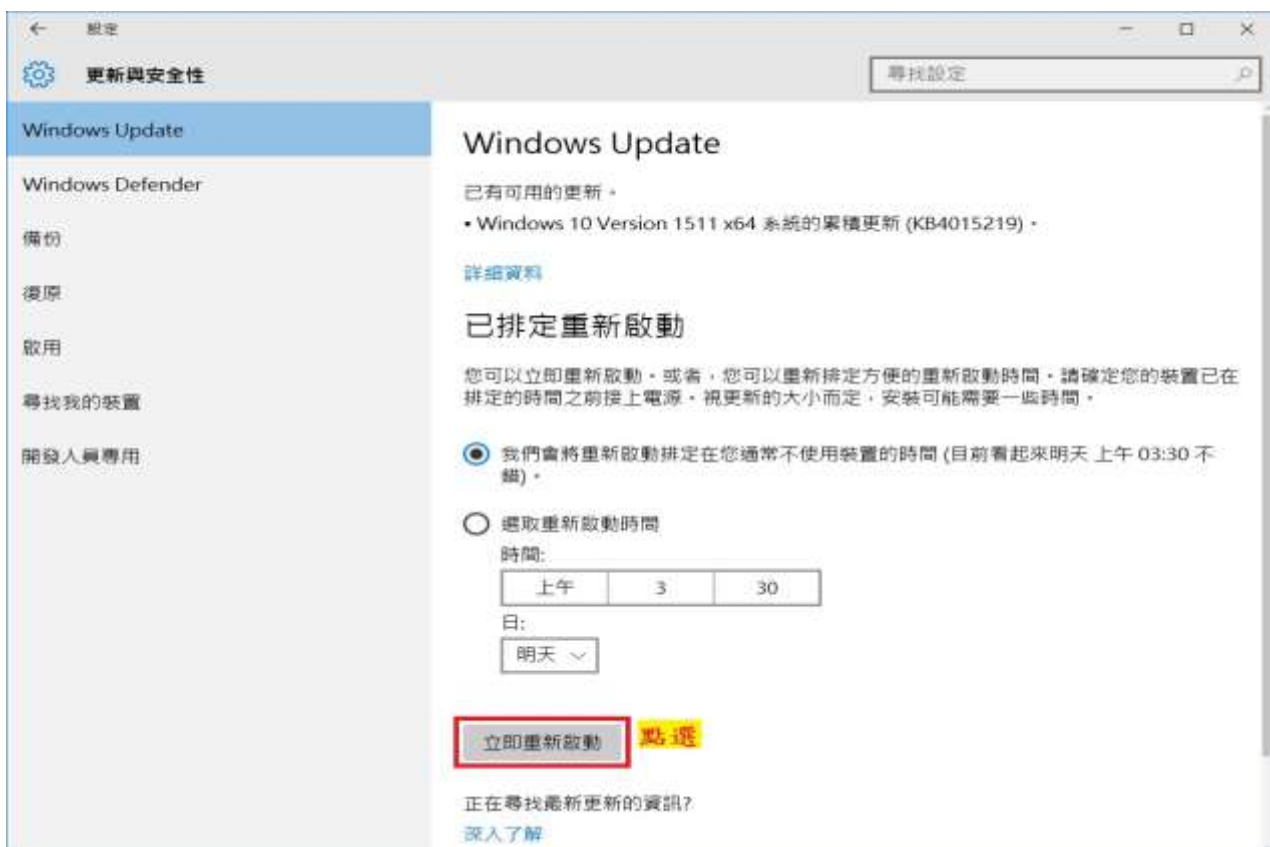 設定
更新與安全性
尋找設定
Windows Update
Windows Defender
備份
復原
啟用
尋找我的裝置
開發人員專用
Windows Update
已有可用的更新。
• Windows 10 Version 1511 x64 系統的累積更新 (KB4015219)。
詳細資料
已排定重新啟動
您可以立即重新啟動。或者，您可以重新排定方便的重新啟動時間。請確定您的裝置已在
排定的時間之前接上電源。視更新的大小而定，安裝可能需要一些時間。
我們會將重新啟動排定在您通常不使用裝置的時間 (目前看起來明天 上午 03:30 不
錯)。
選取重新啟動時間
時間:
上午 3 30
日:
明天
立即重新啟動 點選
正在尋找最新更新的資訊?
深入了解